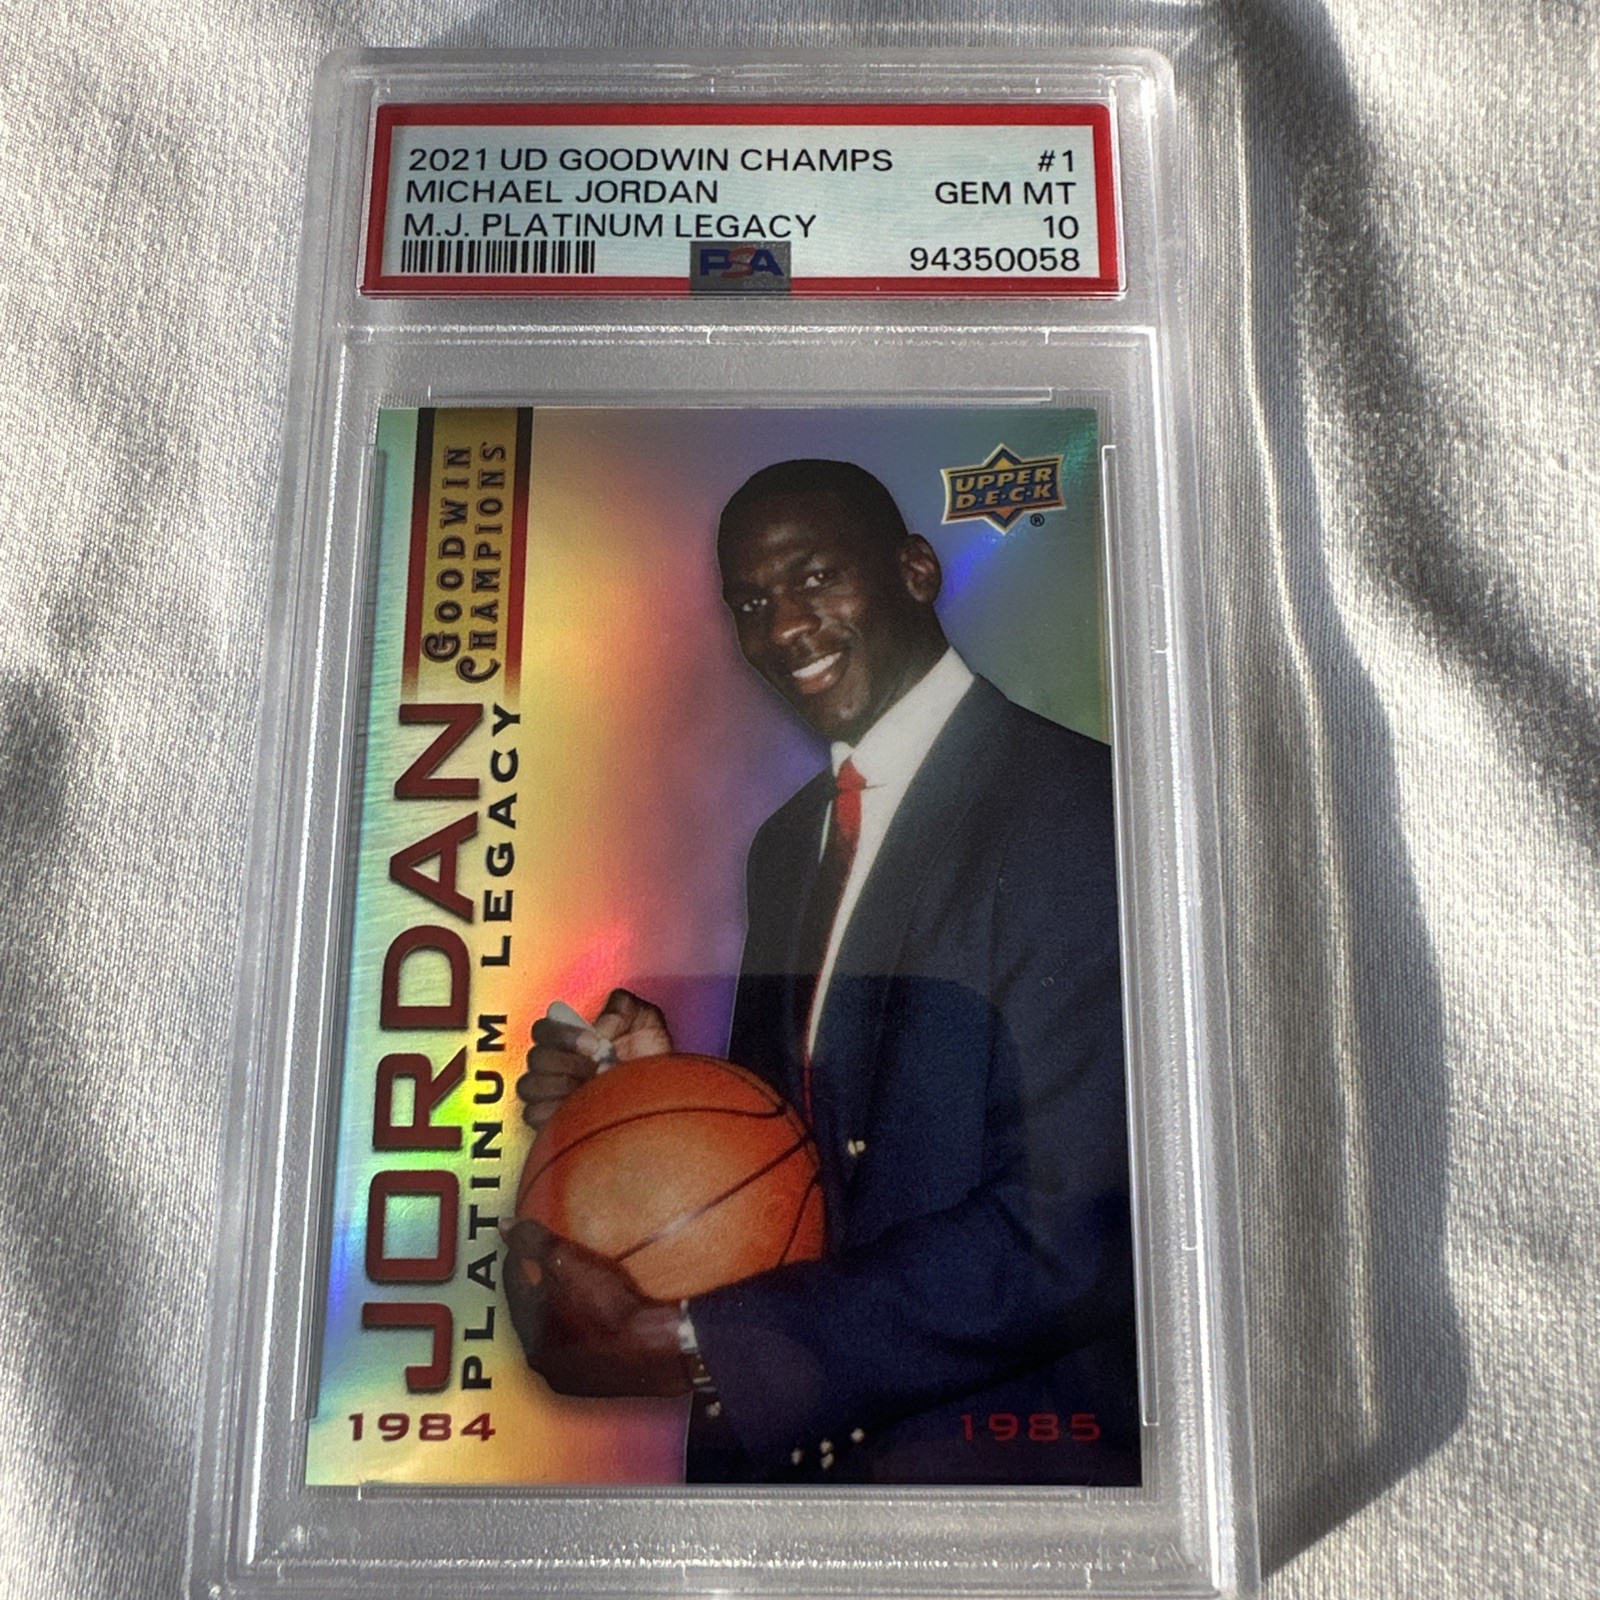 2021 UD GOODWIN CHAMPS #1
MICHAEL JORDAN GEM MT
M.J. PLATINUM LEGACY 10
PSA 94350058
UPPER
D·E·C·K
®
GOODWIN
CHAMPIONS
JORDAN
PLATINUM LEGACY
1984 1985